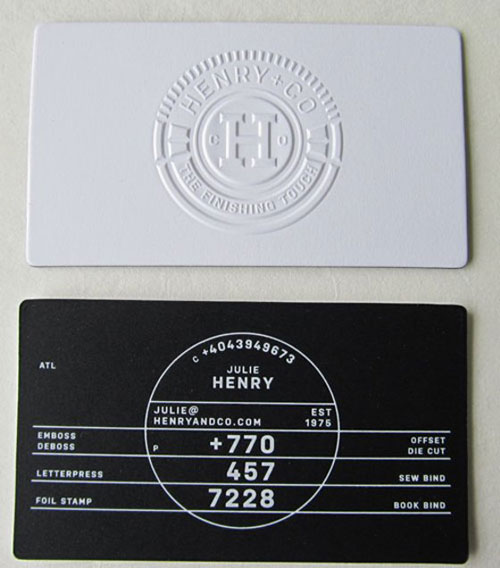 HENRY+CO
C H O
THE FINISHING TOUCH
C +4043949673
ATL
JULIE
HENRY
JULIE@ EST
HENRYANDCO.COM 1975
EMBOSS
DEBOSS
P +770
OFFSET
DIE CUT
LETTERPRESS 457 SEW BIND
FOIL STAMP 7228 BOOK BIND